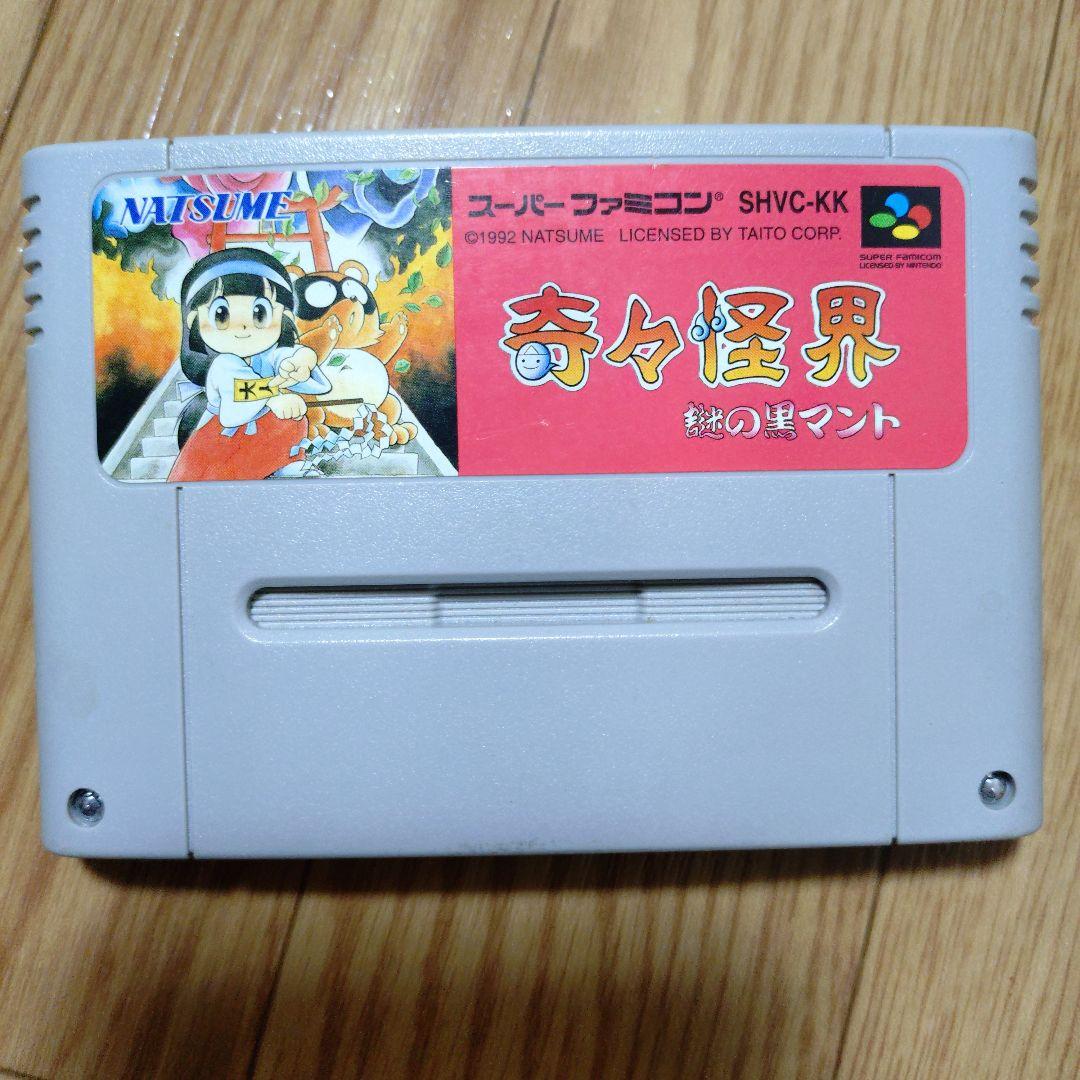 NATSUME
スーパーファミコン® SHVC-KK
©1992 NATSUME LICENSED BY TAITO CORP.
SUPER FAMICOM
LICENSED BY NINTENDO
奇々怪界
謎の黒マント